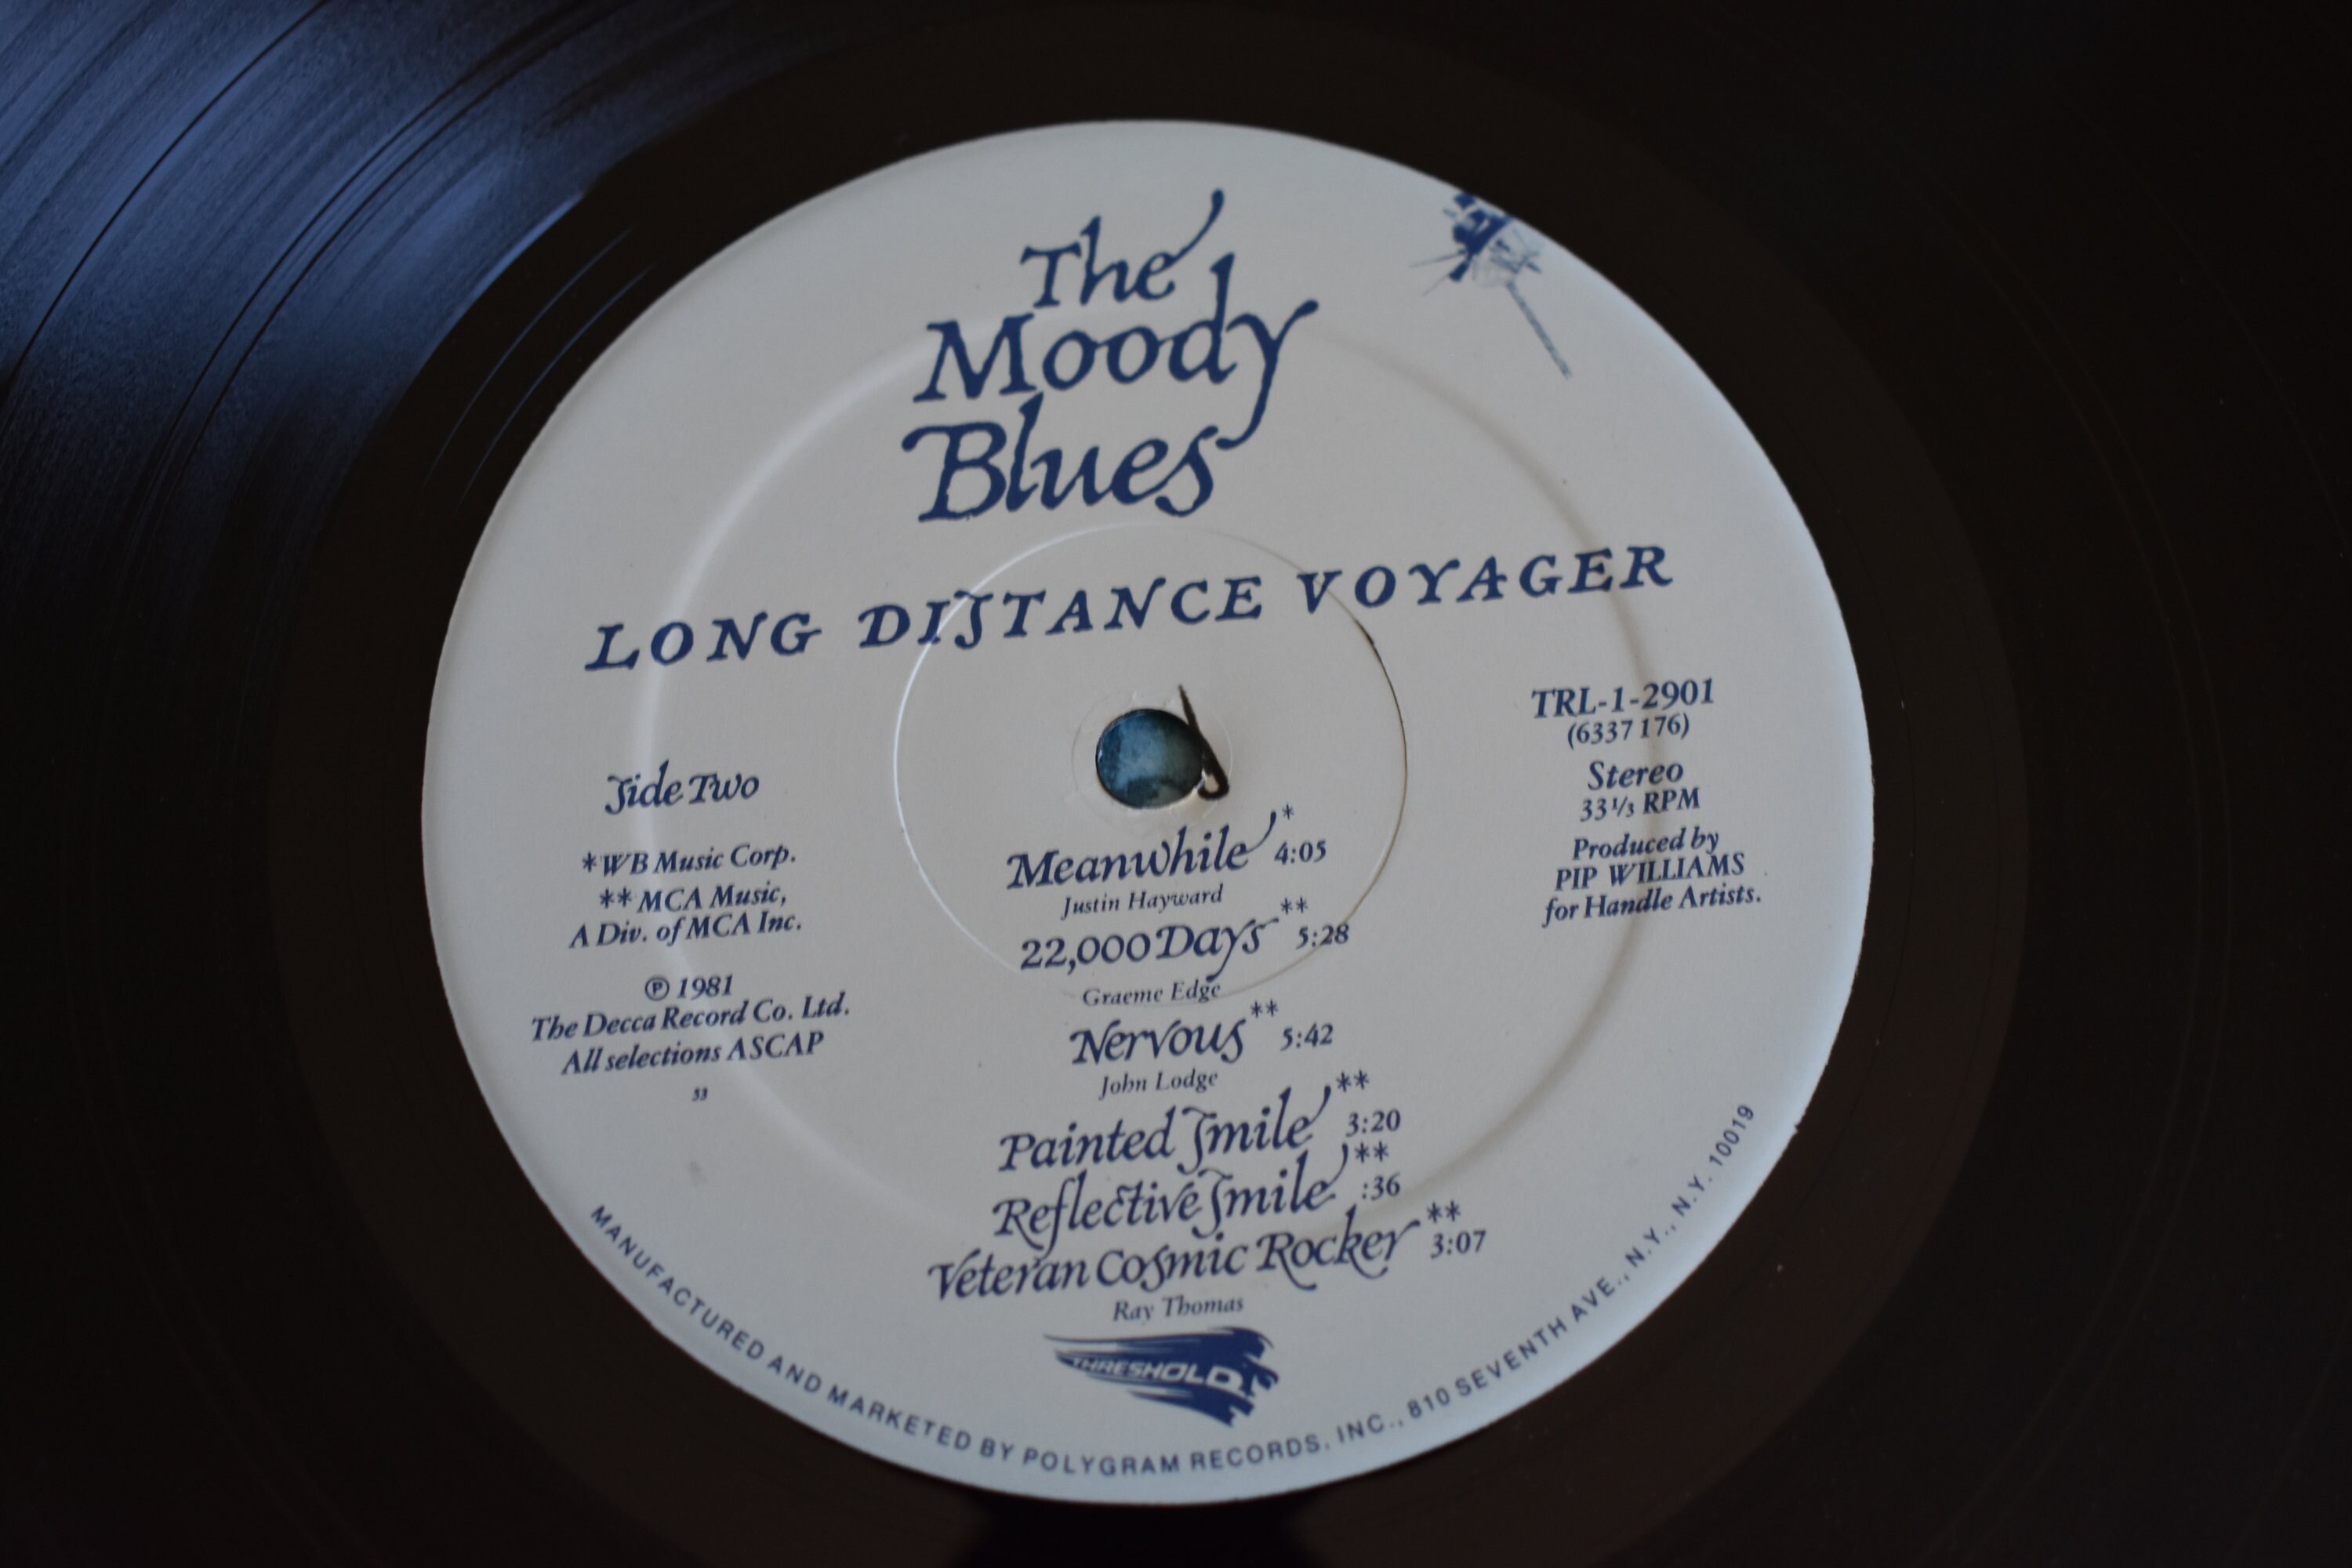 The
Moody
Blues
LONG DISTANCE VOYAGER
Side Two
*WB Music Corp.
** MCA Music,
A Div. of MCA Inc.
℗ 1981
The Decca Record Co. Ltd.
All selections ASCAP
53
TRL-1-2901
(6337 176)
Stereo
33 1/3 RPM
Produced by
PIP WILLIAMS
for Handle Artists.
Meanwhile* 4:05
Justin Hayward
22,000 Days** 5:28
Graeme Edge
Nervous** 5:42
John Lodge
Painted Smile** 3:20
Reflective Smile** :36
Veteran Cosmic Rocker** 3:07
Ray Thomas
THRESHOLD
MANUFACTURED AND MARKETED BY POLYGRAM RECORDS, INC., 810 SEVENTH AVE., N.Y., N.Y. 10019